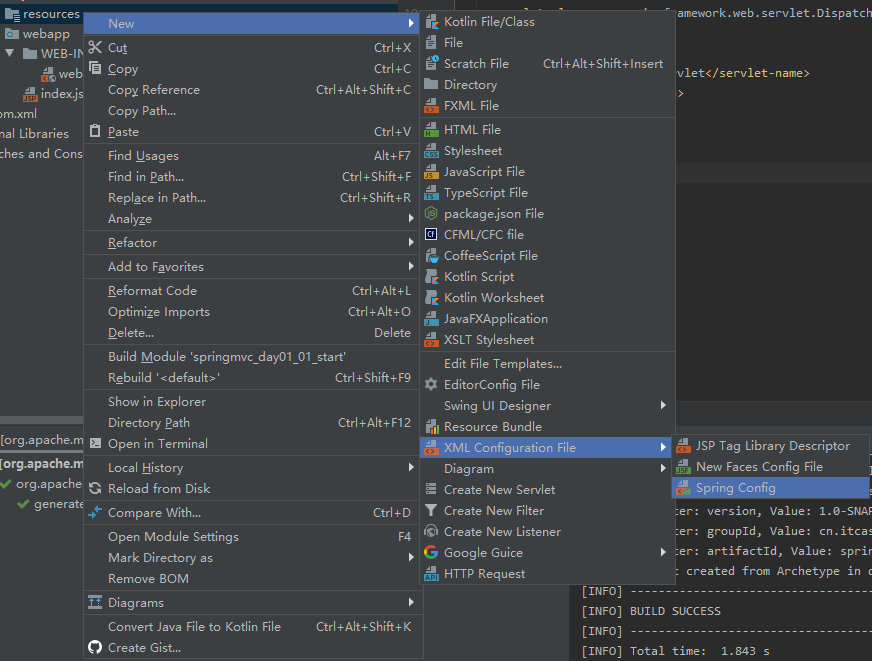 resources
webapp
WEB-IN
web
index.js
om.xml
nal Libraries
ches and Cons
[org.apache.m
[org.apache.m
org.apache
generate
New
Cut Ctrl+X
Copy Ctrl+C
Copy Reference Ctrl+Alt+Shift+C
Copy Path...
Paste Ctrl+V
Find Usages Alt+F7
Find in Path... Ctrl+Shift+F
Replace in Path... Ctrl+Shift+R
Analyze
Refactor
Add to Favorites
Reformat Code Ctrl+Alt+L
Optimize Imports Ctrl+Alt+O
Delete... Delete
Build Module 'springmvc_day01_01_start'
Rebuild '<default>' Ctrl+Shift+F9
Show in Explorer
Directory Path Ctrl+Alt+F12
Open in Terminal
Local History
Reload from Disk
Compare With... Ctrl+D
Open Module Settings F4
Mark Directory as
Remove BOM
Diagrams
Convert Java File to Kotlin File Ctrl+Alt+Shift+K
Create Gist...
Kotlin File/Class
File
Scratch File Ctrl+Alt+Shift+Insert
Directory
FXML File
HTML File
Stylesheet
JavaScript File
TypeScript File
package.json File
CFML/CFC file
CoffeeScript File
Kotlin Script
Kotlin Worksheet
JavaFXApplication
XSLT Stylesheet
Edit File Templates...
EditorConfig File
Swing UI Designer
Resource Bundle
XML Configuration File
Diagram
Create New Servlet
Create New Filter
Create New Listener
Google Guice
HTTP Request
JSP Tag Library Descriptor
New Faces Config File
Spring Config
framework.web.servlet.Dispatch
rvlet</servlet-name>
>
ter: version, Value: 1.0-SNAP
ter: groupId, Value: cn.itcas
ter: artifactId, Value: sprin
t created from Archetype in d
[INFO] ------------------------------
[INFO] BUILD SUCCESS
[INFO] ------------------------------
[INFO] Total time:  1.843 s